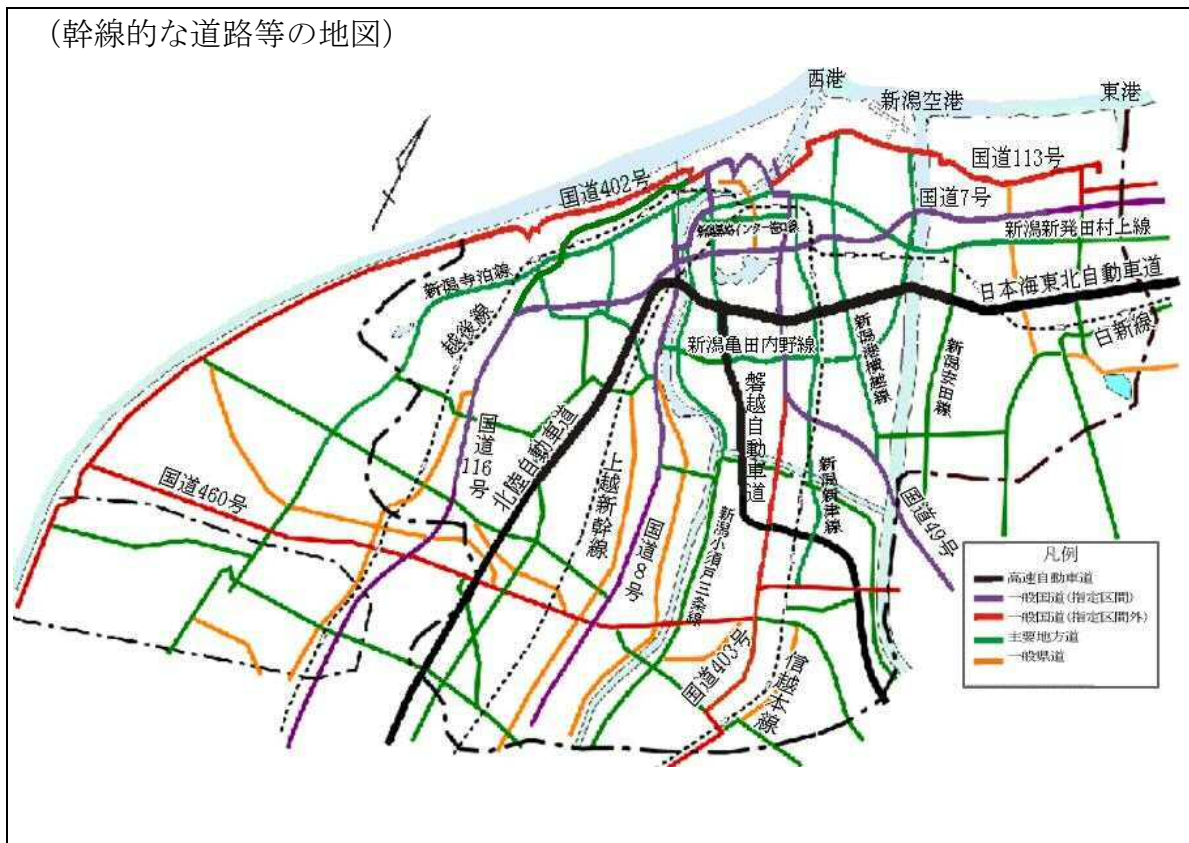 （幹線的な道路等の地図）
西港
新潟空港
東港
国道113号
国道402号
国道7号
新潟新発田村上線
新潟寺泊線
日本海東北自動車道
越後線
白新線
新潟亀田内野線
新潟港横越線
磐越自動車道
国道116号
北陸自動車道
上越新幹線
国道460号
国道8号
新潟小須戸三条線
新潟新津線
国道49号
国道403号
信越本線
凡例
高速自動車道
一般国道(指定区間)
一般国道(指定区間外)
主要地方道
一般県道